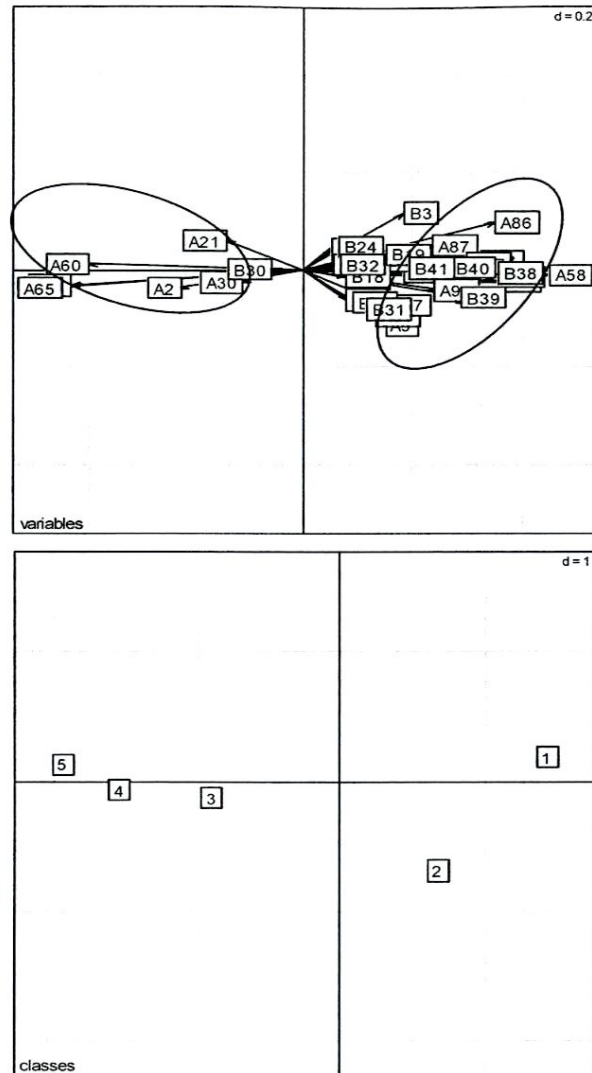 d = 0.2
B3
A86
A21
B24
A87
A60
B30
B32
B41
B40
B38
A58
A65
A2
A30
B18
A9
B39
B31
variables
d = 1
5
1
4
3
2
classes